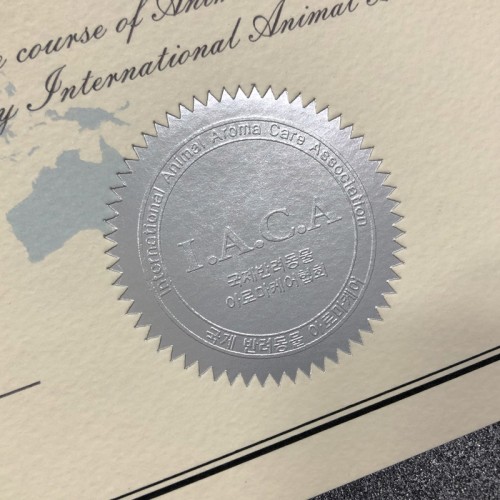 course of Anim
y International Animal
International Animal Aroma Care Association
I.A.C.A
국제반려동물
아로마케어협회
국제 반려동물 아로마케어